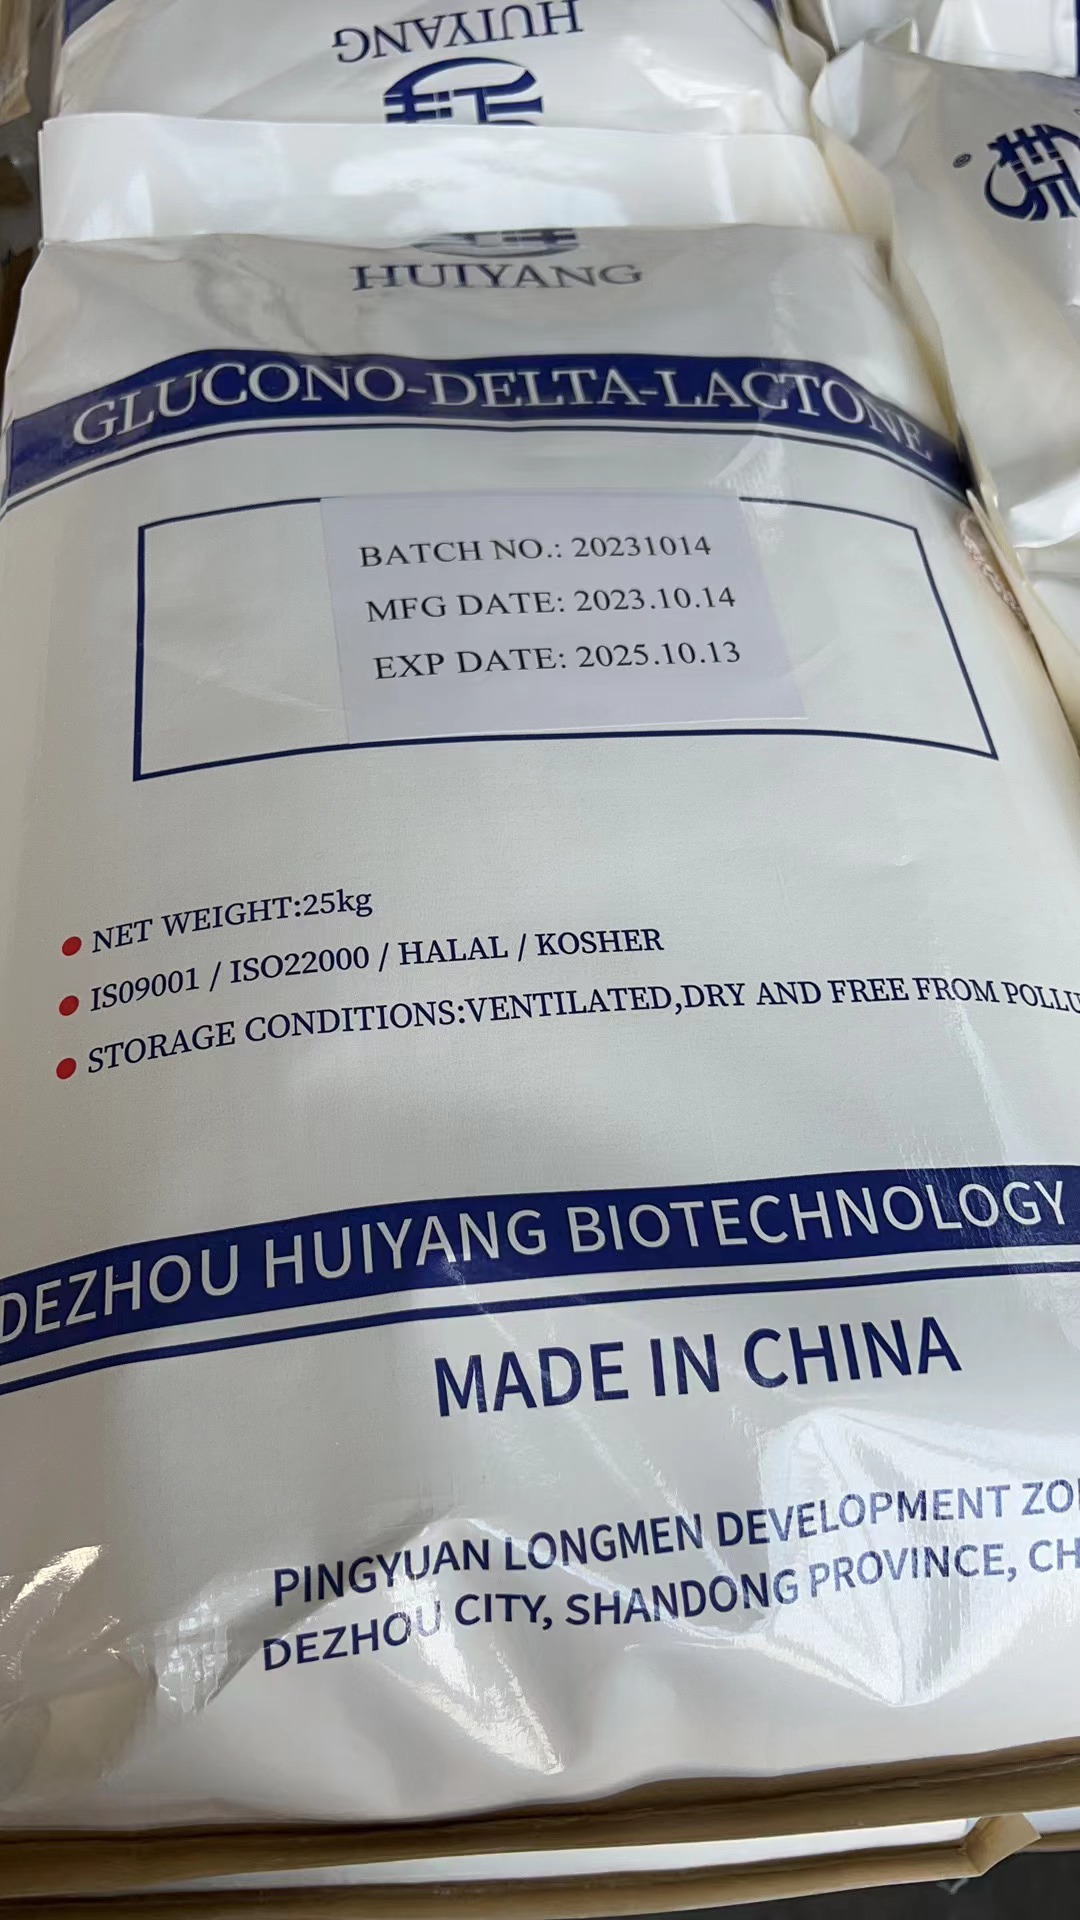 HUIYANG
HUIYANG
GLUCONO-DELTA-LACTONE
BATCH NO.: 20231014
MFG DATE: 2023.10.14
EXP DATE: 2025.10.13
NET WEIGHT:25kg
IS09001 / ISO22000 / HALAL / KOSHER
STORAGE CONDITIONS:VENTILATED,DRY AND FREE FROM
DEZHOU HUIYANG BIOTECHNOLOGY
MADE IN CHINA
PINGYUAN LONGMEN DEVELOPMENT
DEZHOU CITY, SHANDONG PROVINCE,